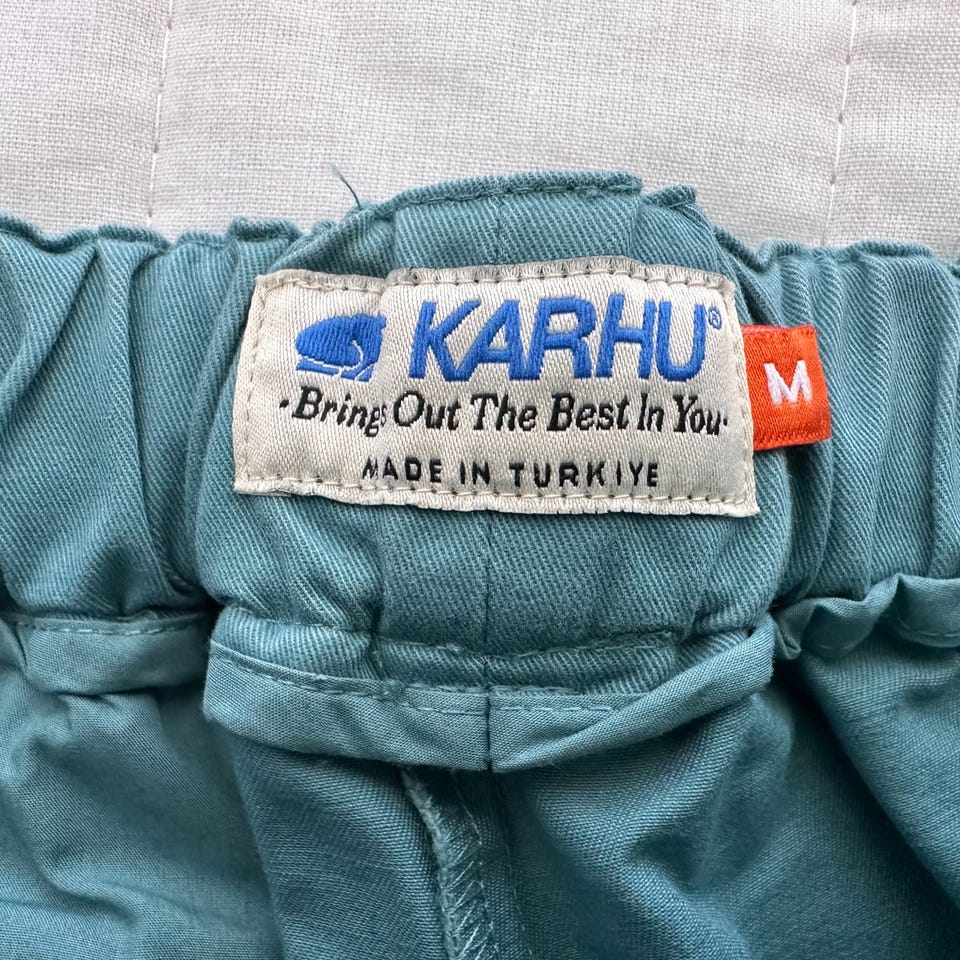 KARHU®
·Brings Out The Best In You·
MADE IN TURKIYE
M